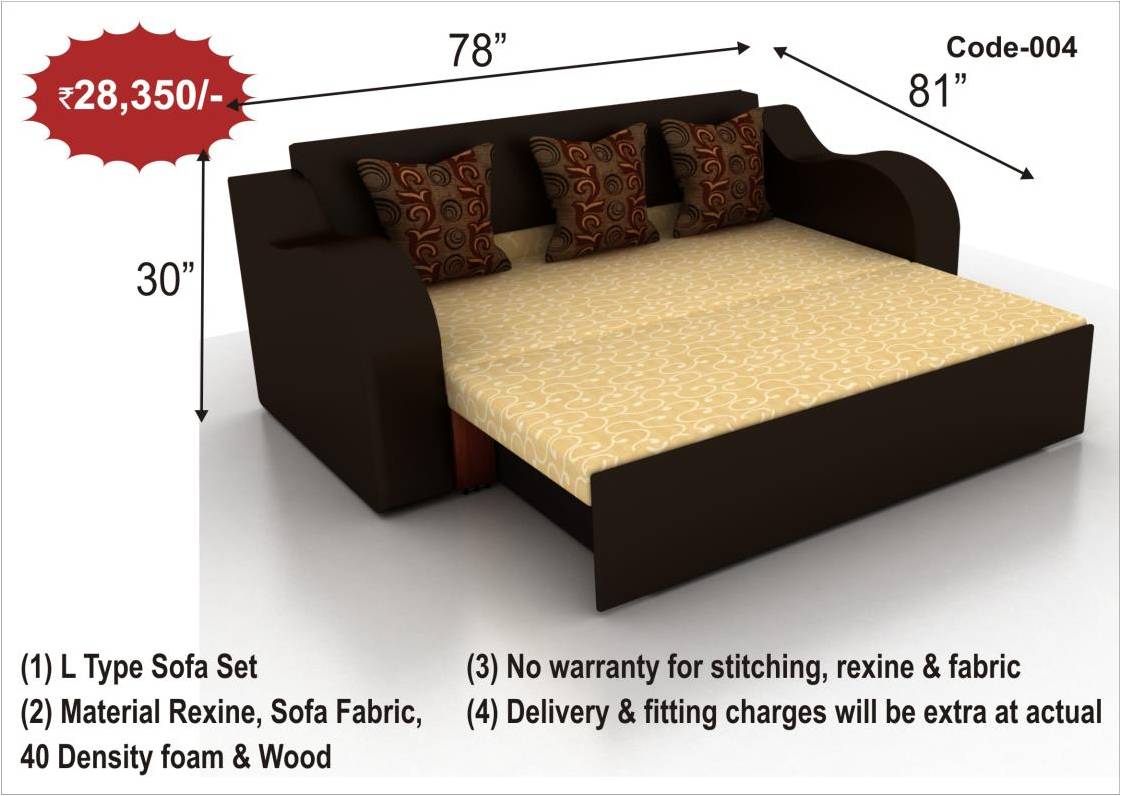 78”
Code-004
₹28,350/-
81”
30”
(1) L Type Sofa Set
(2) Material Rexine, Sofa Fabric,
40 Density foam & Wood
(3) No warranty for stitching, rexine & fabric
(4) Delivery & fitting charges will be extra at actual